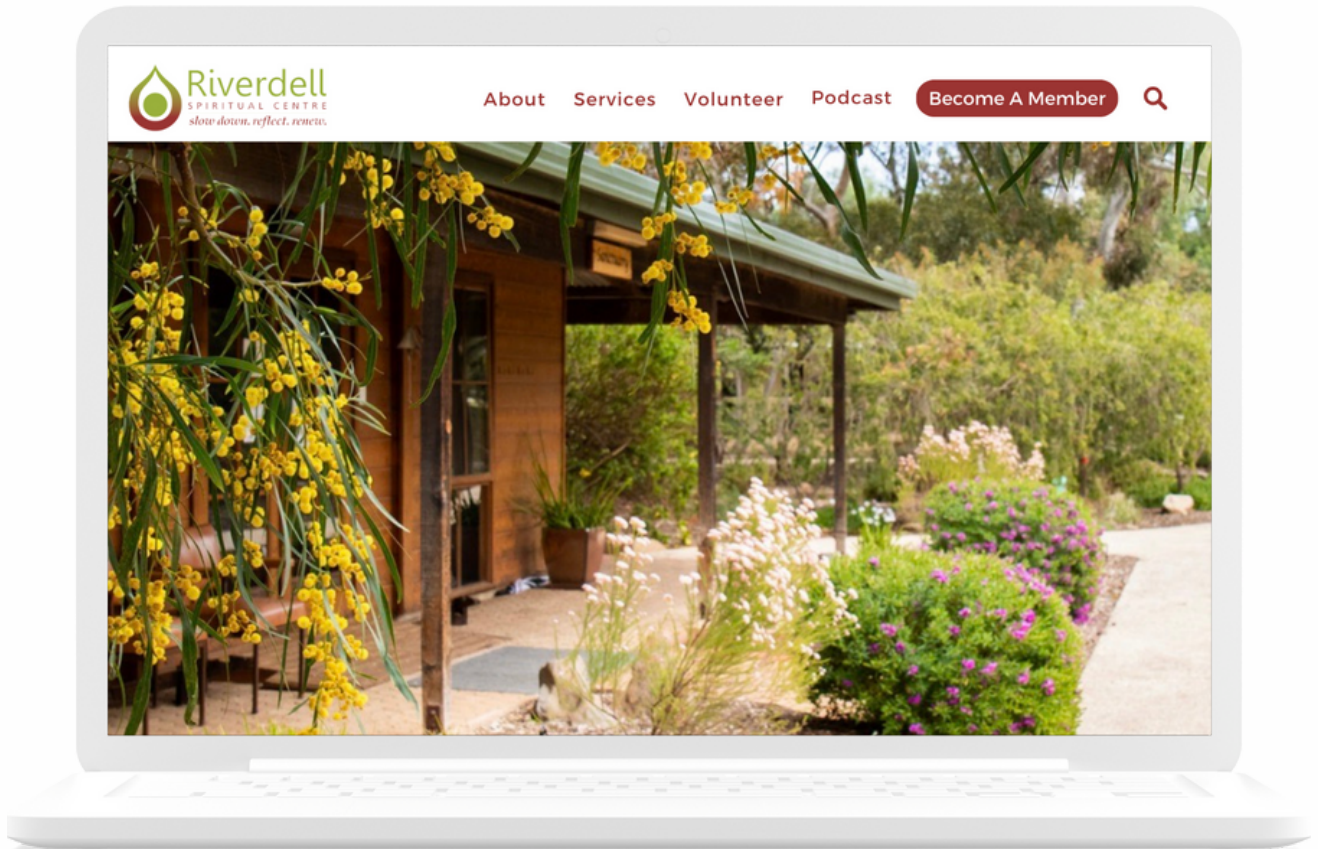 Riverdell
SPIRITUAL CENTRE
slow down. reflect. renew.
About Services Volunteer Podcast Become A Member